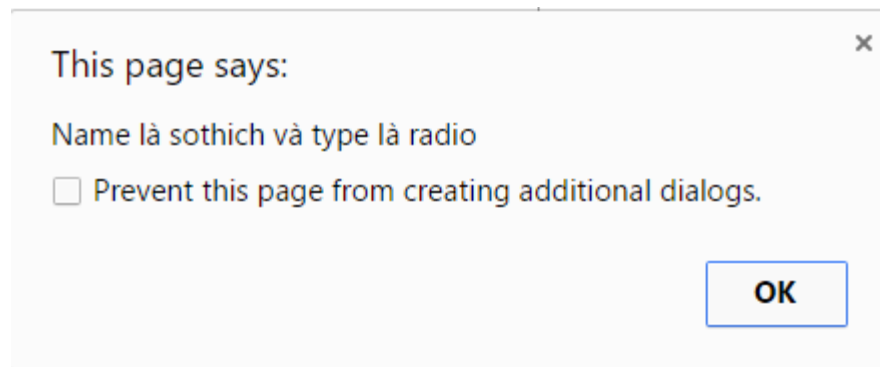 This page says:
Name là sothich và type là radio
Prevent this page from creating additional dialogs.
OK